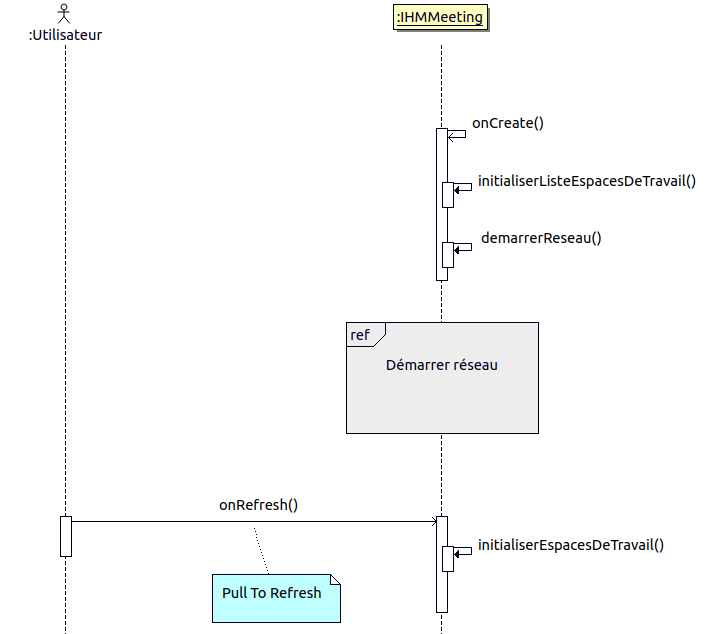 :Utilisateur
:IHMMeeting
onCreate()
initialiserListeEspacesDeTravail()
demarrerReseau()
ref
Démarrer réseau
onRefresh()
initialiserEspacesDeTravail()
Pull To Refresh